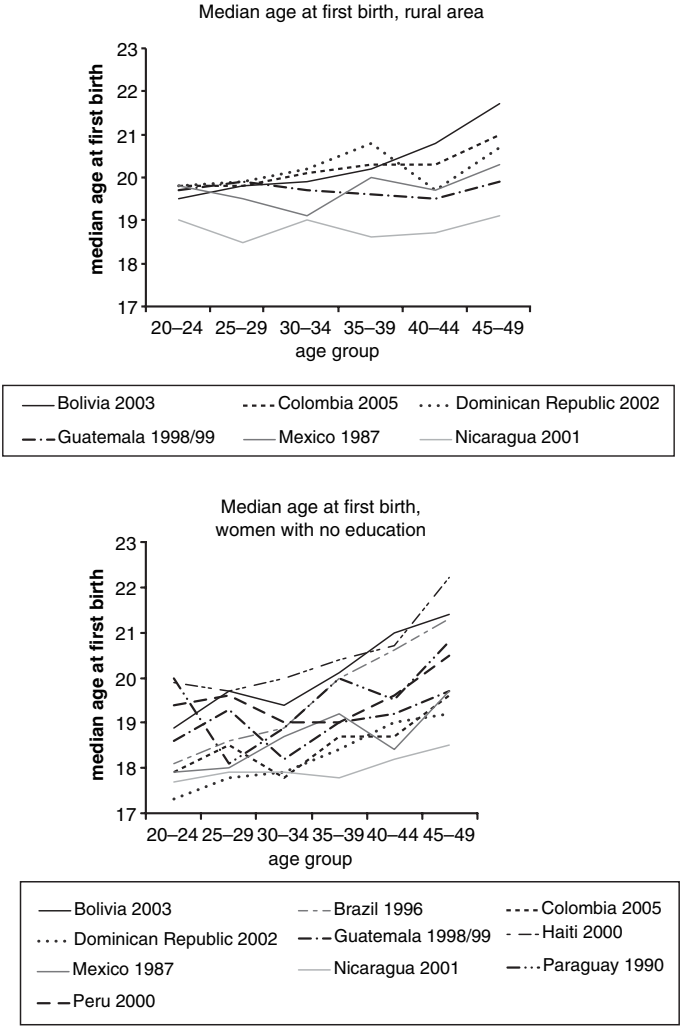 Median age at first birth, rural area
median age at first birth
23
22
21
20
19
18
17
20–24 25–29 30–34 35–39 40–44 45–49
age group
Bolivia 2003 Colombia 2005 Dominican Republic 2002
Guatemala 1998/99 Mexico 1987 Nicaragua 2001
Median age at first birth,
women with no education
median age at first birth
23
22
21
20
19
18
17
20–24 25–29 30–34 35–39 40–44 45–49
age group
Bolivia 2003 Brazil 1996 Colombia 2005
Dominican Republic 2002 Guatemala 1998/99 Haiti 2000
Mexico 1987 Nicaragua 2001 Paraguay 1990
Peru 2000